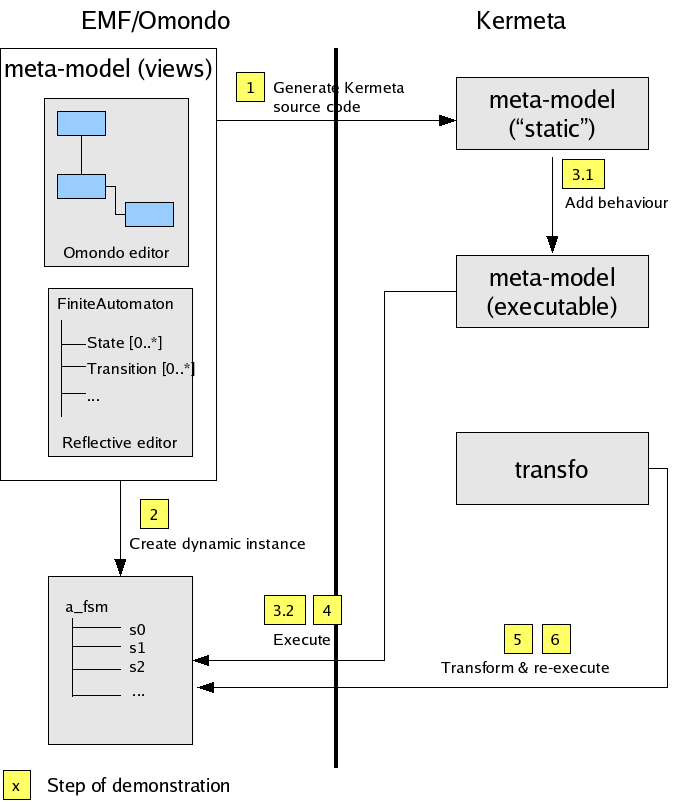 EMF/Omondo
Kermeta
meta-model (views)
1
Generate Kermeta
source code
meta-model
(“static”)
3.1
Add behaviour
Omondo editor
meta-model
(executable)
FiniteAutomaton
State [0..*]
Transition [0..*]
...
Reflective editor
transfo
2
Create dynamic instance
a_fsm
s0
s1
s2
...
3.2
4
Execute
5
6
Transform & re-execute
x
Step of demonstration